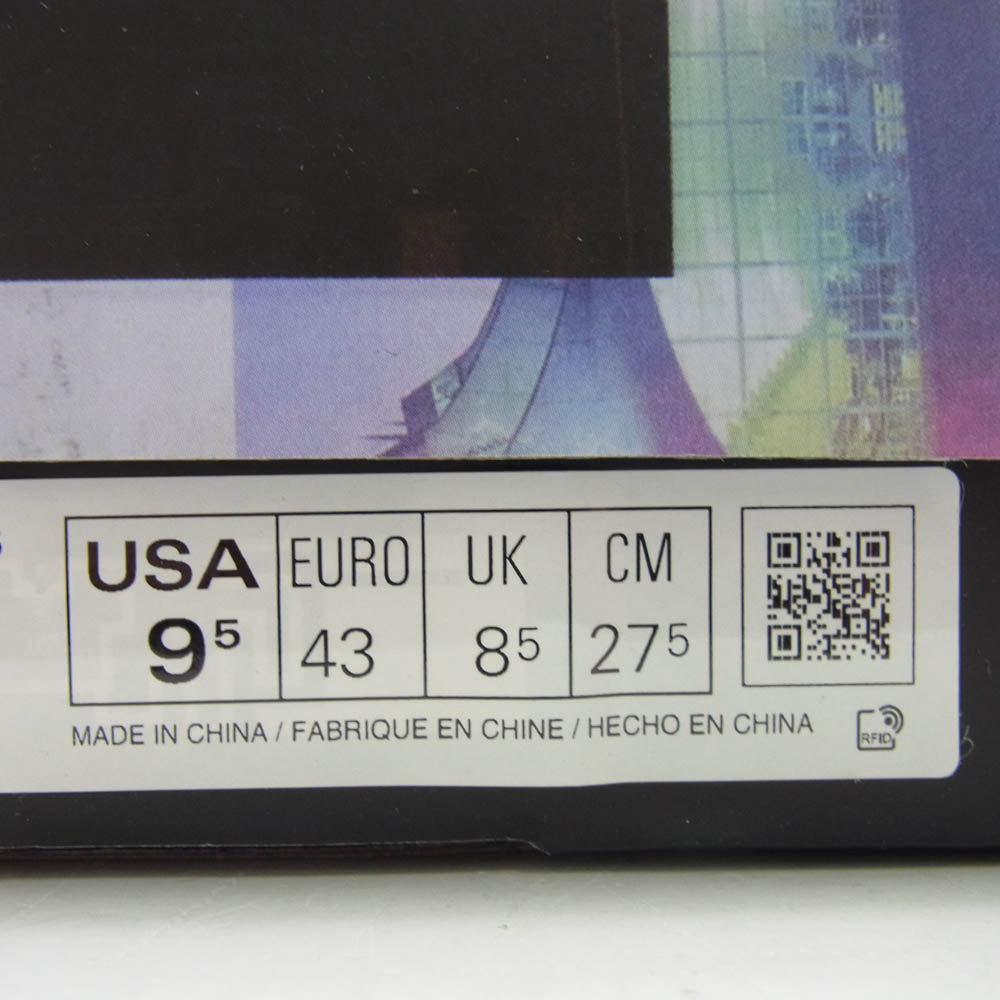 USA EURO UK CM
9⁵ 43 8⁵ 27⁵
MADE IN CHINA / FABRIQUE EN CHINE / HECHO EN CHINA
RFID